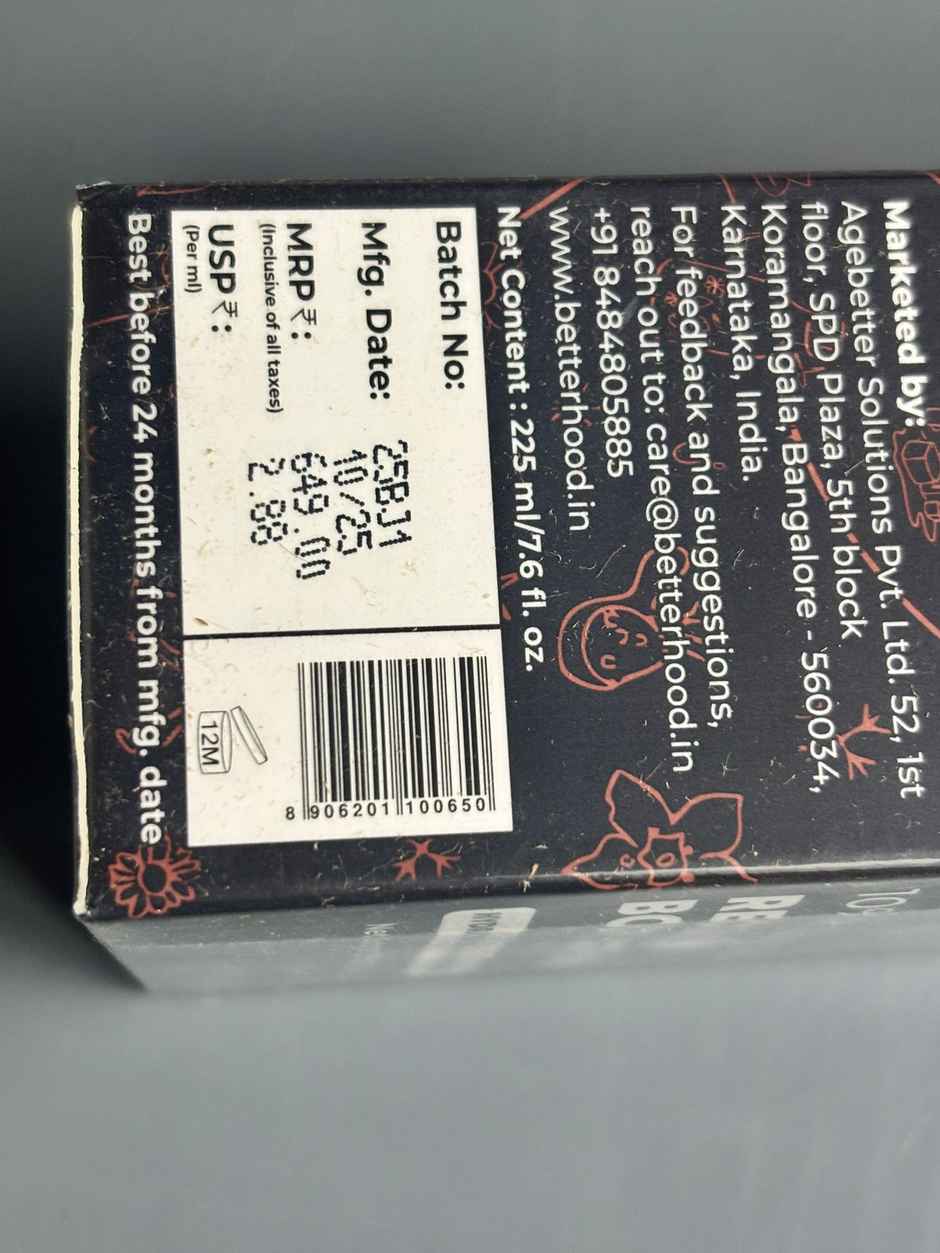 Marketed by:
Agebetter Solutions Pvt. Ltd. 52, 1st
floor, SPD Plaza, 5th block
Koramangala, Bangalore - 560034,
Karnataka, India.
For feedback and suggestions,
reach out to: care@betterhood.in
+91 8484805885
www.betterhood.in
Net Content : 225 ml/7.6 fl. oz.
Batch No: 25BJ1
Mfg. Date: 10/25
MRP ₹: 649.00
(Inclusive of all taxes)
USP ₹: 2.88
(Per ml)
12M
8 906201 100650
Best before 24 months from mfg. date